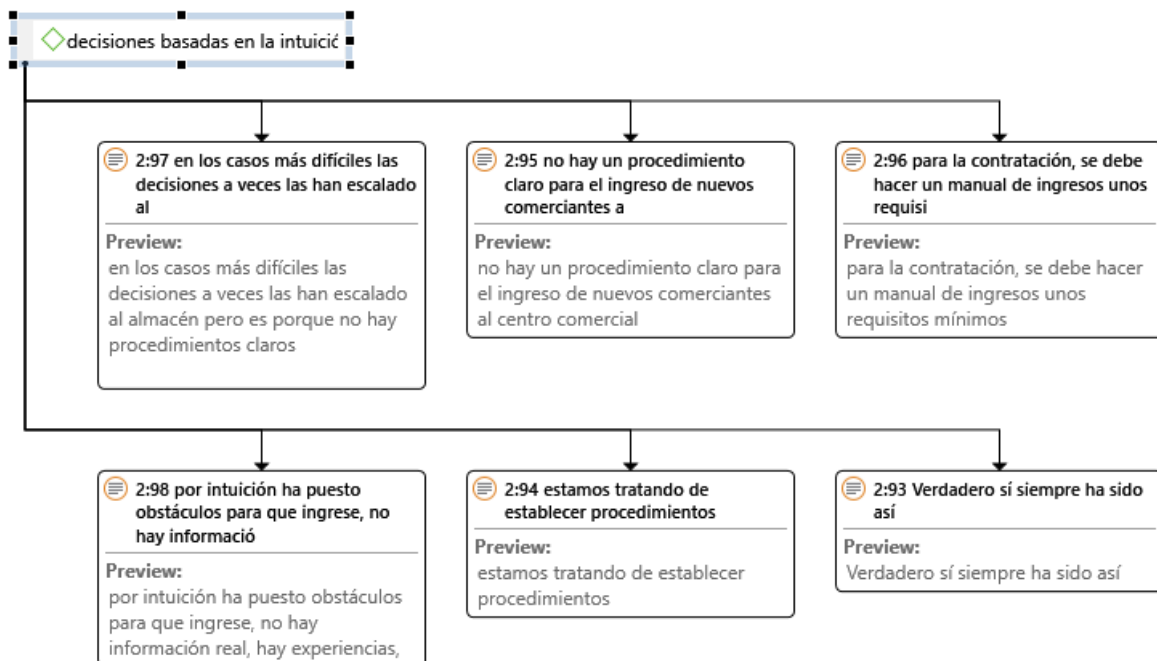 decisiones basadas en la intuició
2:97 en los casos más difíciles las
decisiones a veces las han escalado
al
Preview:
en los casos más difíciles las
decisiones a veces las han escalado
al almacén pero es porque no hay
procedimientos claros
2:95 no hay un procedimiento
claro para el ingreso de nuevos
comerciantes a
Preview:
no hay un procedimiento claro para
el ingreso de nuevos comerciantes
al centro comercial
2:96 para la contratación, se debe
hacer un manual de ingresos unos
requisi
Preview:
para la contratación, se debe hacer
un manual de ingresos unos
requisitos mínimos
2:98 por intuición ha puesto
obstáculos para que ingrese, no
hay informació
Preview:
por intuición ha puesto obstáculos
para que ingrese, no hay
información real, hay experiencias,
2:94 estamos tratando de
establecer procedimientos
Preview:
estamos tratando de establecer
procedimientos
2:93 Verdadero sí siempre ha sido
así
Preview:
Verdadero sí siempre ha sido así